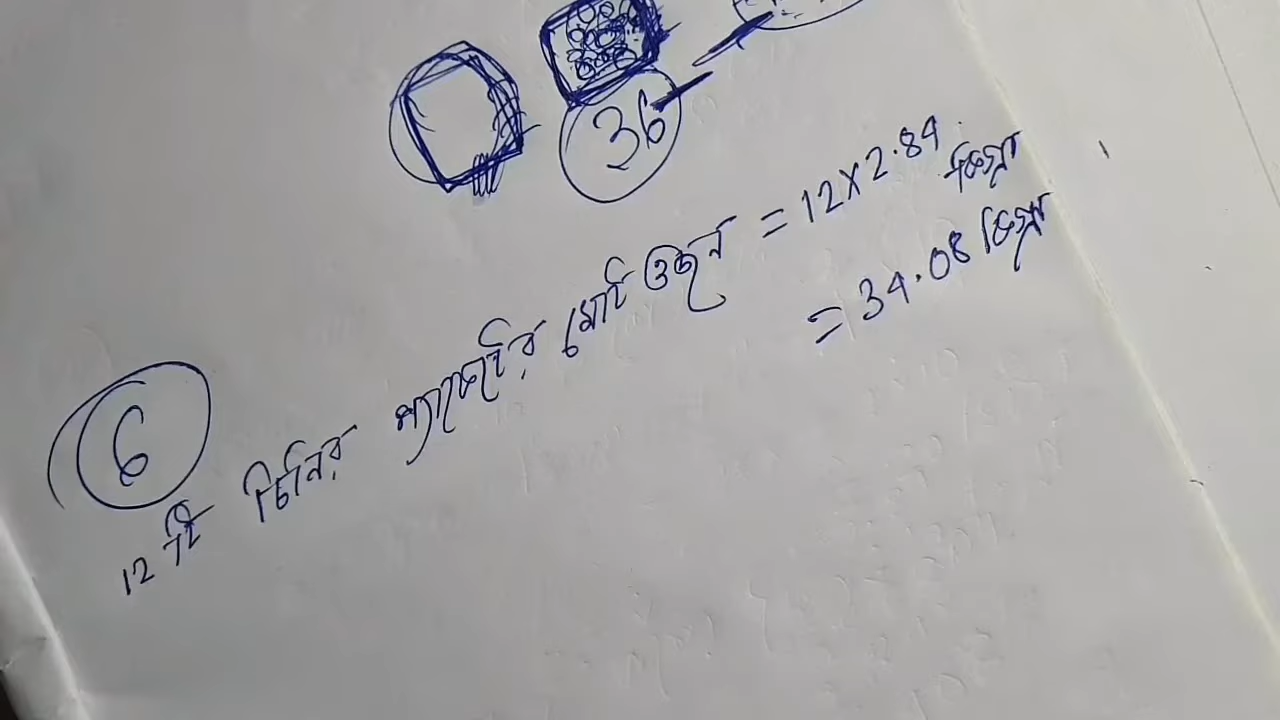 36
6
12 টি চিনির প্যাকেটের মোট ওজন = 12 × 2.84 কিগ্রা
= 34.08 কিগ্রা